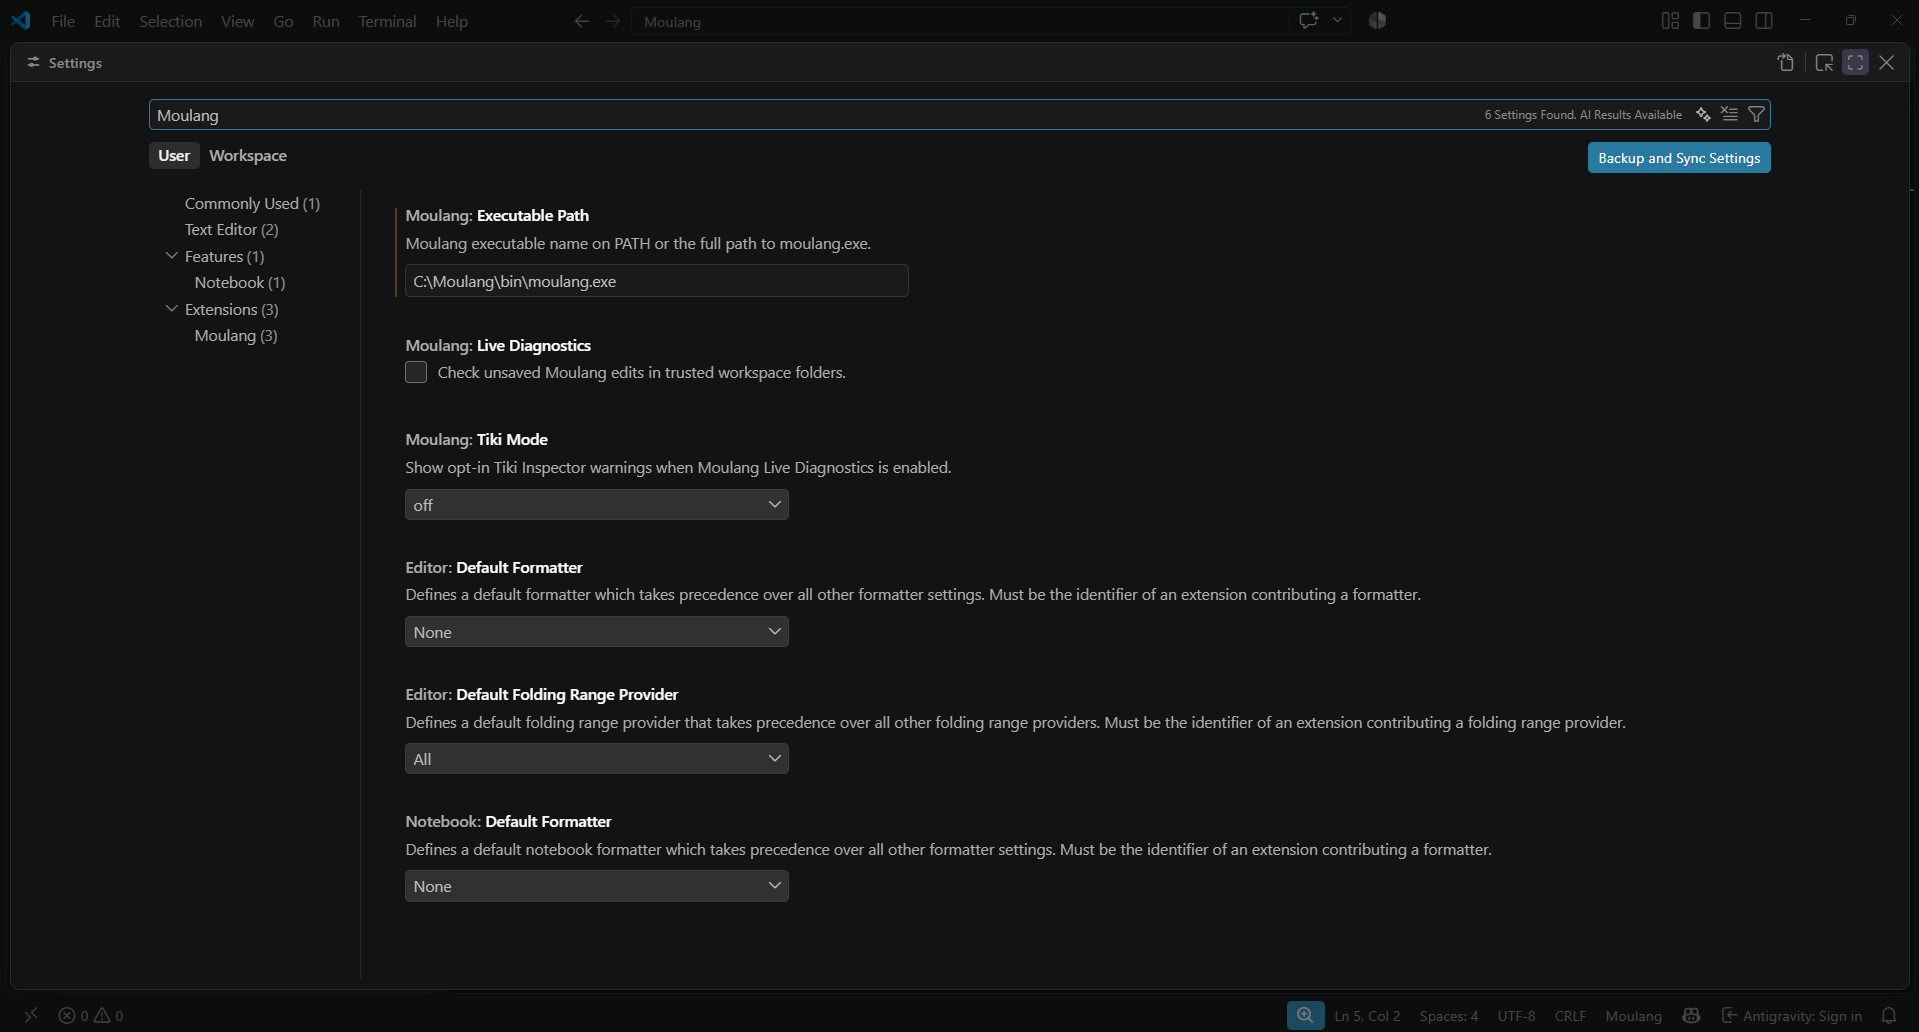 File Edit Selection View Go Run Terminal Help
Moulang
Settings
Moulang
6 Settings Found. AI Results Available
User Workspace
Backup and Sync Settings
Commonly Used (1)
Text Editor (2)
Features (1)
Notebook (1)
Extensions (3)
Moulang (3)
Moulang: Executable Path
Moulang executable name on PATH or the full path to moulang.exe.
C:\Moulang\bin\moulang.exe
Moulang: Live Diagnostics
Check unsaved Moulang edits in trusted workspace folders.
Moulang: Tiki Mode
Show opt-in Tiki Inspector warnings when Moulang Live Diagnostics is enabled.
off
Editor: Default Formatter
Defines a default formatter which takes precedence over all other formatter settings. Must be the identifier of an extension contributing a formatter.
None
Editor: Default Folding Range Provider
Defines a default folding range provider that takes precedence over all other folding range providers. Must be the identifier of an extension contributing a folding range provider.
All
Notebook: Default Formatter
Defines a default notebook formatter which takes precedence over all other formatter settings. Must be the identifier of an extension contributing a formatter.
None
0 0
Ln 5, Col 2 Spaces: 4 UTF-8 CRLF Moulang Antigravity: Sign in